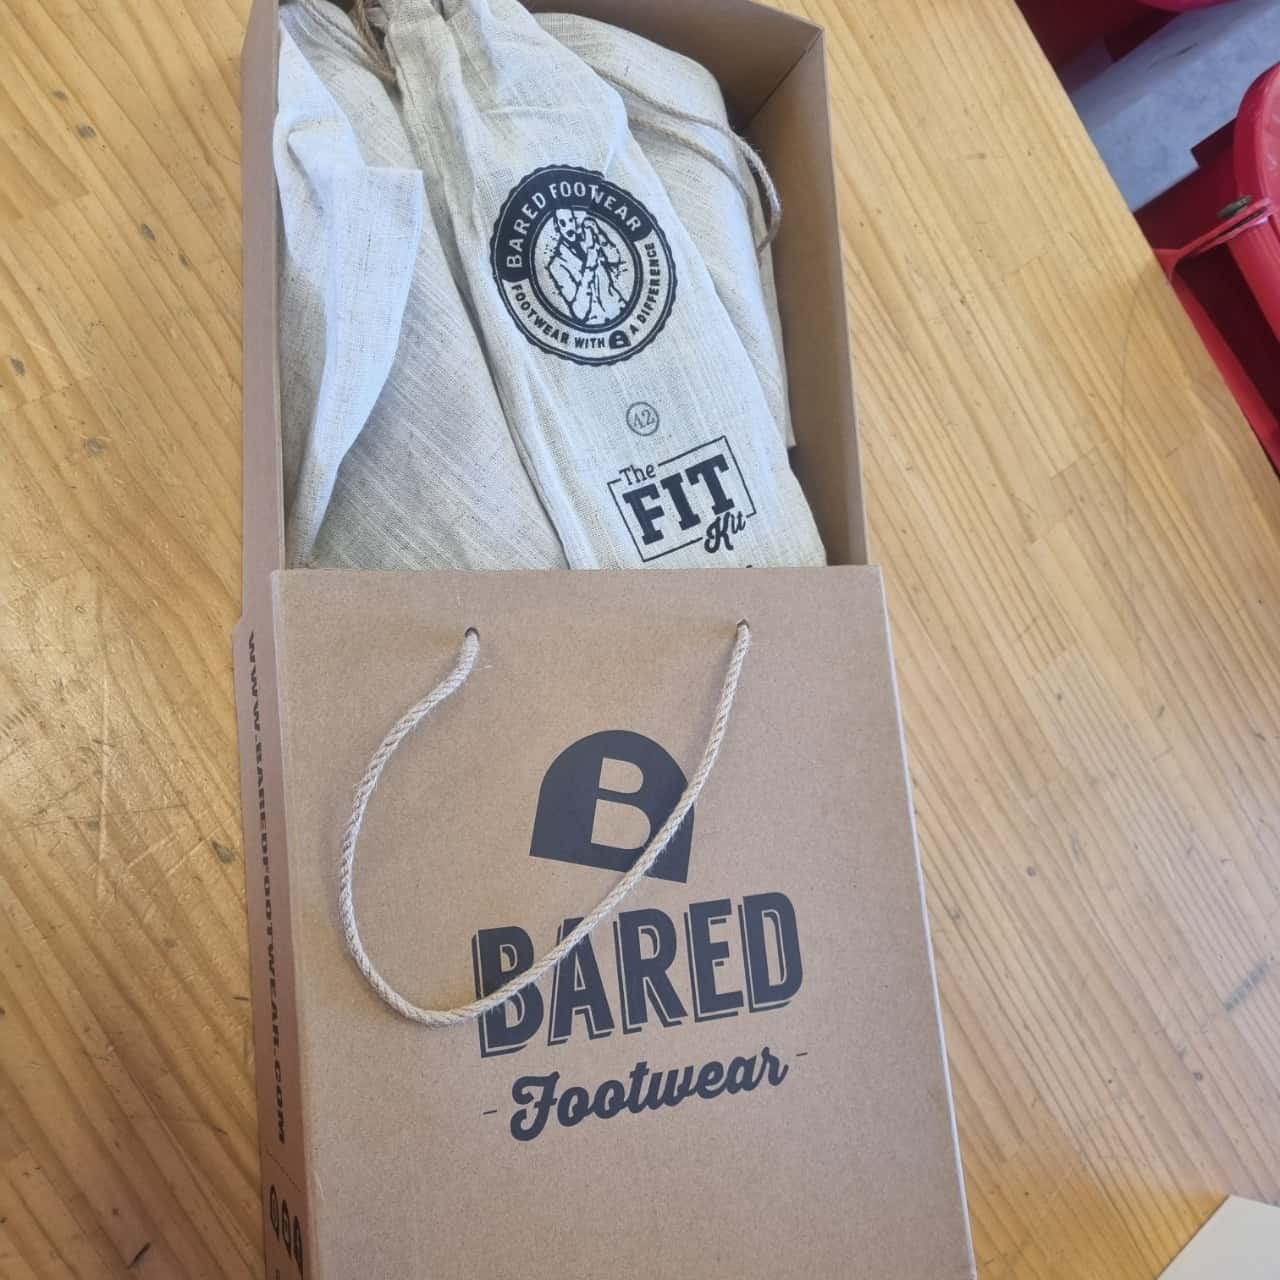 BARED FOOTWEAR
FOOTWEAR WITH B A DIFFERENCE
42
The
FIT
Kit
B
BARED
- Footwear -
WWW.BAREDFOOTWEAR.COM